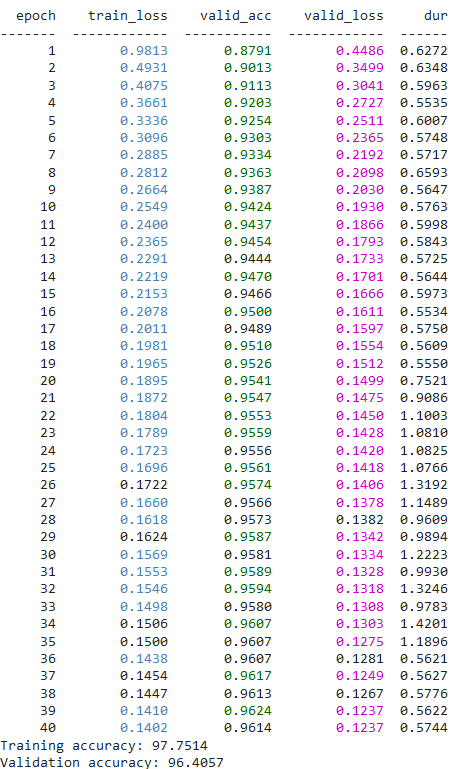 epoch    train_loss    valid_acc    valid_loss     dur
-------  ------------  -----------  ------------  ------
1        0.9813       0.8791        0.4486  0.6272
2        0.4931       0.9013        0.3499  0.6348
3        0.4075       0.9113        0.3041  0.5963
4        0.3661       0.9203        0.2727  0.5535
5        0.3336       0.9254        0.2511  0.6007
6        0.3096       0.9303        0.2365  0.5748
7        0.2885       0.9334        0.2192  0.5717
8        0.2812       0.9363        0.2098  0.6593
9        0.2664       0.9387        0.2030  0.5647
10        0.2549       0.9424        0.1930  0.5763
11        0.2400       0.9437        0.1866  0.5998
12        0.2365       0.9454        0.1793  0.5843
13        0.2291       0.9444        0.1733  0.5725
14        0.2219       0.9470        0.1701  0.5644
15        0.2153       0.9466        0.1666  0.5973
16        0.2078       0.9500        0.1611  0.5534
17        0.2011       0.9489        0.1597  0.5750
18        0.1981       0.9510        0.1554  0.5609
19        0.1965       0.9526        0.1512  0.5550
20        0.1895       0.9541        0.1499  0.7521
21        0.1872       0.9547        0.1475  0.9086
22        0.1804       0.9553        0.1450  1.1003
23        0.1789       0.9559        0.1428  1.0810
24        0.1723       0.9556        0.1420  1.0825
25        0.1696       0.9561        0.1418  1.0766
26        0.1722       0.9574        0.1406  1.3192
27        0.1660       0.9566        0.1378  1.1489
28        0.1618       0.9573        0.1382  0.9609
29        0.1624       0.9587        0.1342  0.9894
30        0.1569       0.9581        0.1334  1.2223
31        0.1553       0.9589        0.1328  0.9930
32        0.1546       0.9594        0.1318  1.3246
33        0.1498       0.9580        0.1308  0.9783
34        0.1506       0.9607        0.1303  1.4201
35        0.1500       0.9607        0.1275  1.1896
36        0.1438       0.9607        0.1281  0.5621
37        0.1454       0.9617        0.1249  0.5627
38        0.1447       0.9613        0.1267  0.5776
39        0.1410       0.9624        0.1237  0.5622
40        0.1402       0.9614        0.1237  0.5744
Training accuracy: 97.7514
Validation accuracy: 96.4057